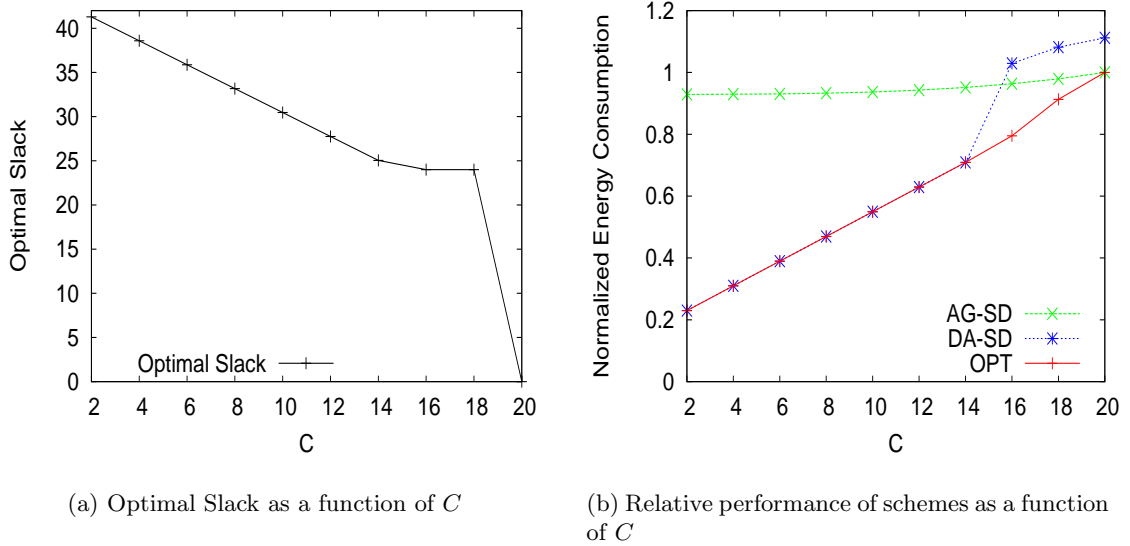 40
35
30
25
20
15
10
5
0
Optimal Slack
Optimal Slack
2 4 6 8 10 12 14 16 18 20
C
(a) Optimal Slack as a function of C
1.2
1
0.8
0.6
0.4
0.2
0
Normalized Energy Consumption
AG-SD
DA-SD
OPT
2 4 6 8 10 12 14 16 18 20
C
(b) Relative performance of schemes as a function
of C